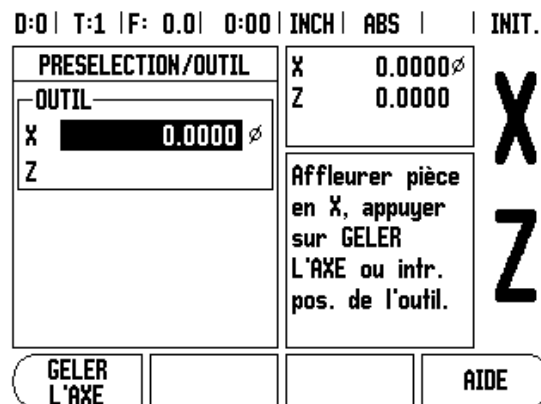 D:0 | T:1 | F: 0.0 | 0:00 | INCH | ABS | | INIT.
PRESELECTION/OUTIL
OUTIL
X 0.0000 ø
Z
X 0.0000 ø
Z 0.0000
Affleurer pièce
en X, appuyer
sur GELER
L'AXE ou intr.
pos. de l'outil.
X
Z
GELER
L'AXE
AIDE